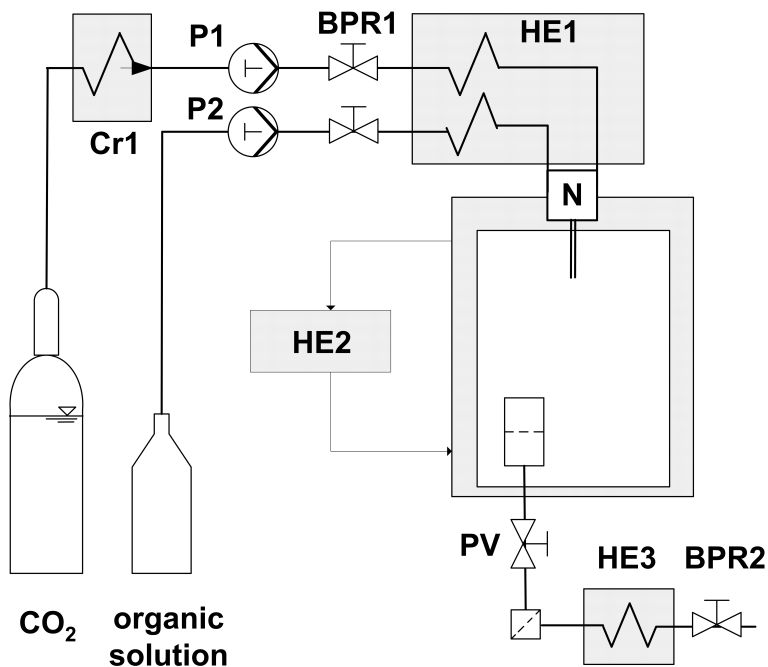 BPR1
HE1
P1
P2
Cr1
N
HE2
PV
HE3
BPR2
CO₂
organic
solution